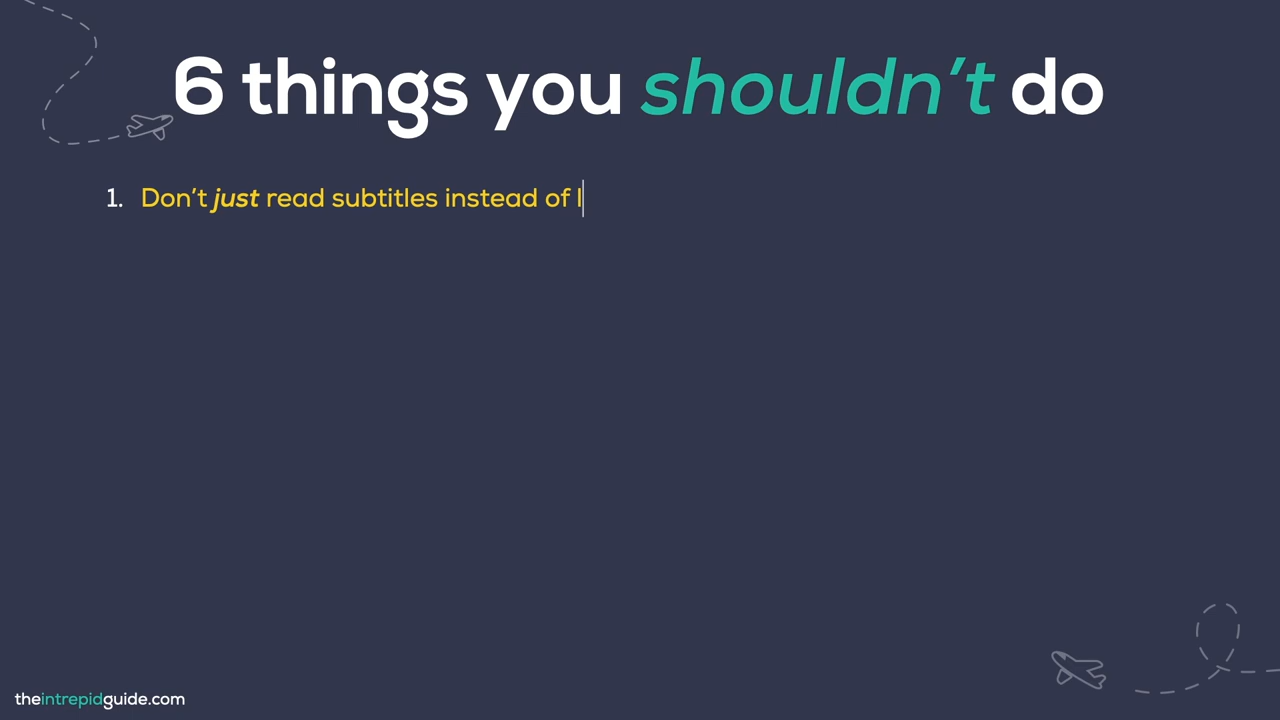 6 things you shouldn't do
1. Don't just read subtitles instead of l
theintrepidguide.com